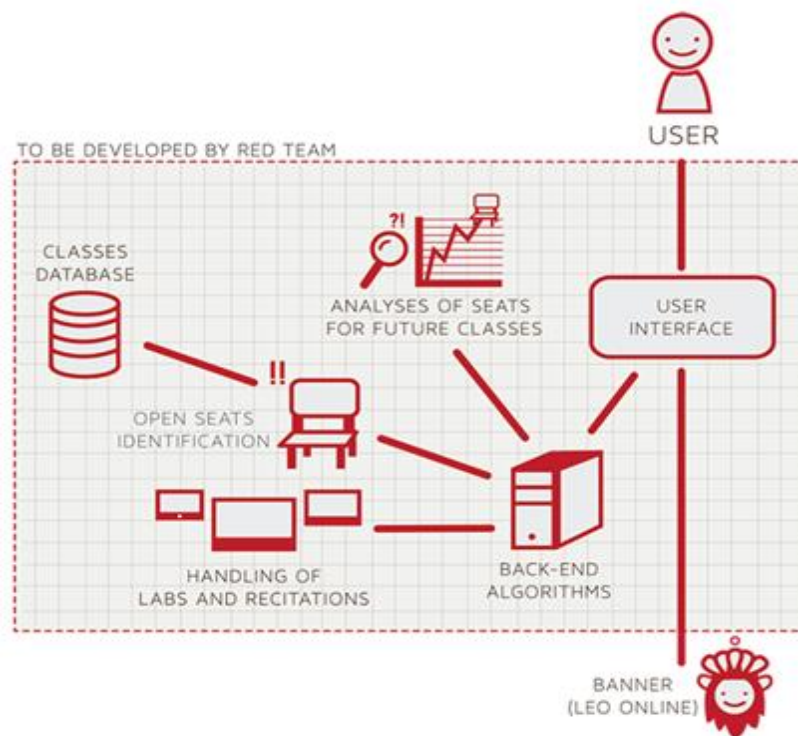 USER
TO BE DEVELOPED BY RED TEAM
CLASSES
DATABASE
?!
ANALYSES OF SEATS
FOR FUTURE CLASSES
USER
INTERFACE
!!
OPEN SEATS
IDENTIFICATION
HANDLING OF
LABS AND RECITATIONS
BACK-END
ALGORITHMS
BANNER
(LEO ONLINE)